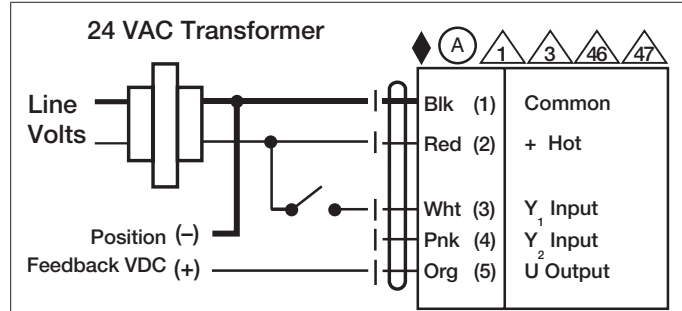 24 VAC Transformer
A 1 3 46 47
Line
Volts
Blk (1) Common
Red (2) + Hot
Wht (3) Y1 Input
Pnk (4) Y2 Input
Org (5) U Output
Position (–)
Feedback VDC (+)